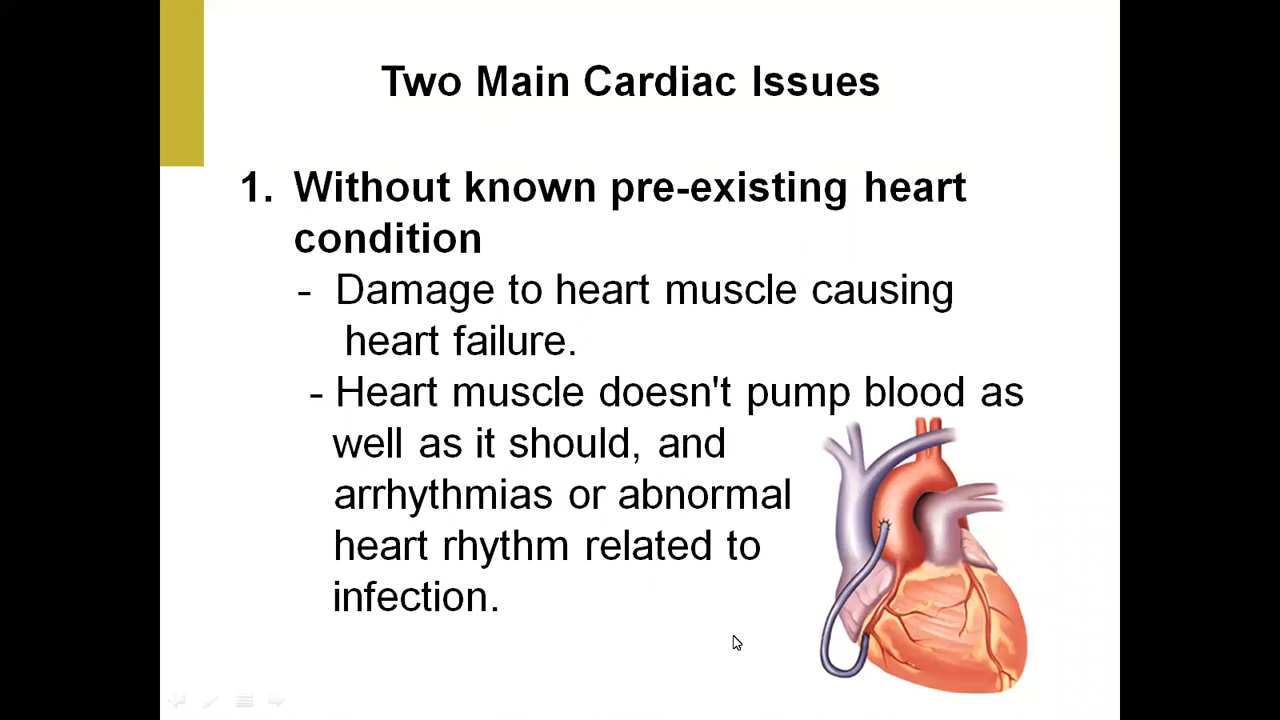 Two Main Cardiac Issues
1. Without known pre-existing heart
condition
- Damage to heart muscle causing
heart failure.
- Heart muscle doesn't pump blood as
well as it should, and
arrhythmias or abnormal
heart rhythm related to
infection.